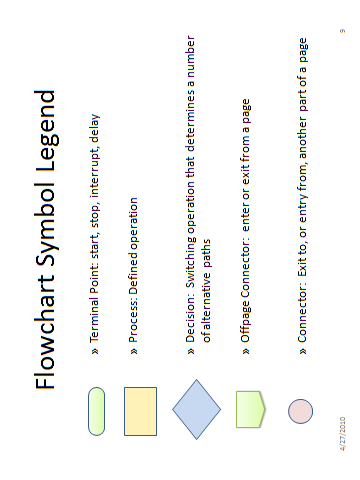 Flowchart Symbol Legend
» Terminal Point: start, stop, interrupt, delay
» Process: Defined operation
» Decision: Switching operation that determines a number
of alternative paths
» Offpage Connector: enter or exit from a page
» Connector: Exit to, or entry from, another part of a page
4/27/2010
9